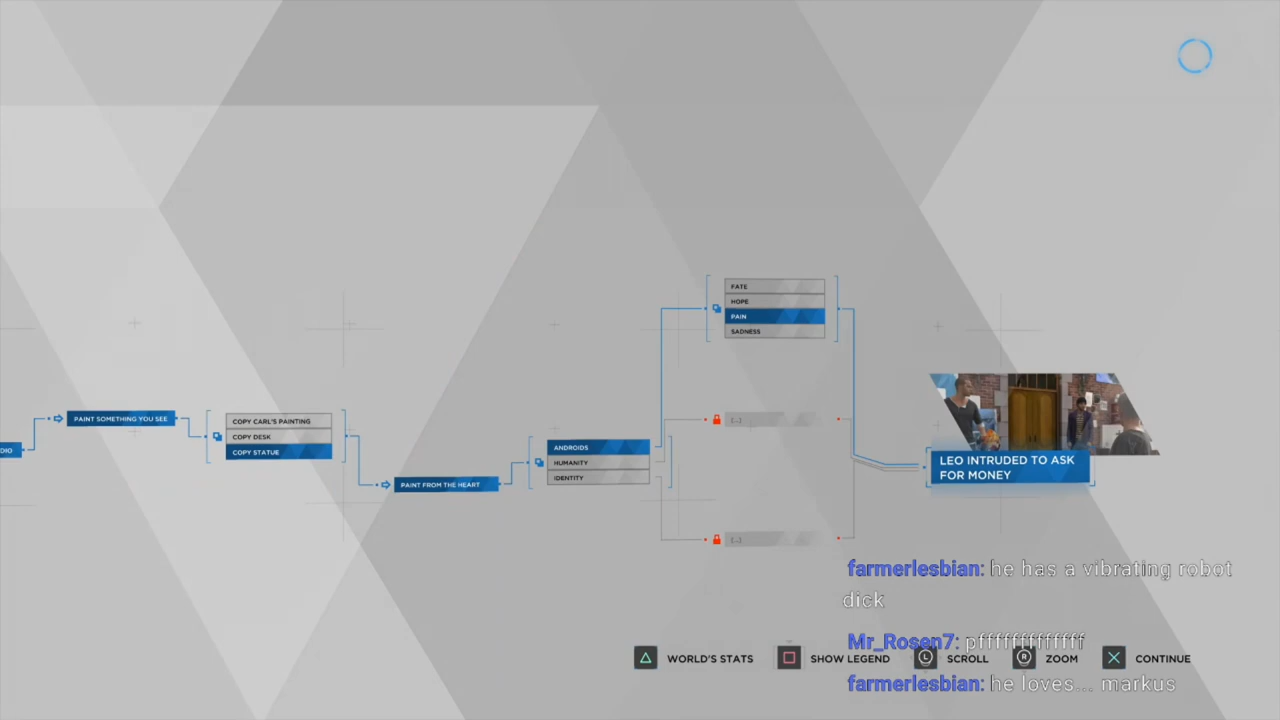 FATE
HOPE
PAIN
SADNESS
PAINT SOMETHING YOU SEE
COPY CARL'S PAINTING
COPY DESK
COPY STATUE
[...]
DIO
ANDROIDS
HUMANITY
IDENTITY
PAINT FROM THE HEART
LEO INTRUDED TO ASK
FOR MONEY
[...]
farmerlesbian: he has a vibrating robot
dick
Mr_Rosen7: pfffffffffffff
WORLD'S STATS
SHOW LEGEND
L SCROLL
R ZOOM
CONTINUE
farmerlesbian: he loves... markus